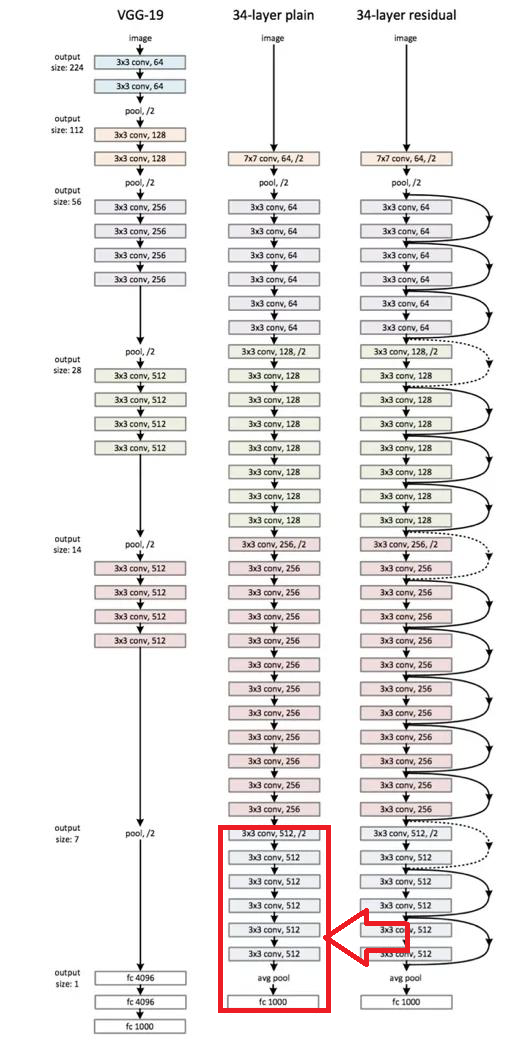 VGG-19
34-layer plain
34-layer residual
output
size: 224
output
size: 112
output
size: 56
output
size: 28
output
size: 14
output
size: 7
output
size: 1
image
3x3 conv, 64
3x3 conv, 64
pool, /2
3x3 conv, 128
3x3 conv, 128
pool, /2
3x3 conv, 256
3x3 conv, 256
3x3 conv, 256
3x3 conv, 256
pool, /2
3x3 conv, 512
3x3 conv, 512
3x3 conv, 512
3x3 conv, 512
pool, /2
3x3 conv, 512
3x3 conv, 512
3x3 conv, 512
3x3 conv, 512
pool, /2
fc 4096
fc 4096
fc 1000
image
7x7 conv, 64, /2
pool, /2
3x3 conv, 64
3x3 conv, 64
3x3 conv, 64
3x3 conv, 64
3x3 conv, 64
3x3 conv, 64
3x3 conv, 128, /2
3x3 conv, 128
3x3 conv, 128
3x3 conv, 128
3x3 conv, 128
3x3 conv, 128
3x3 conv, 128
3x3 conv, 128
3x3 conv, 256, /2
3x3 conv, 256
3x3 conv, 256
3x3 conv, 256
3x3 conv, 256
3x3 conv, 256
3x3 conv, 256
3x3 conv, 256
3x3 conv, 256
3x3 conv, 256
3x3 conv, 256
3x3 conv, 256
3x3 conv, 512, /2
3x3 conv, 512
3x3 conv, 512
3x3 conv, 512
3x3 conv, 512
3x3 conv, 512
avg pool
fc 1000
image
7x7 conv, 64, /2
pool, /2
3x3 conv, 64
3x3 conv, 64
3x3 conv, 64
3x3 conv, 64
3x3 conv, 64
3x3 conv, 64
3x3 conv, 128, /2
3x3 conv, 128
3x3 conv, 128
3x3 conv, 128
3x3 conv, 128
3x3 conv, 128
3x3 conv, 128
3x3 conv, 128
3x3 conv, 256, /2
3x3 conv, 256
3x3 conv, 256
3x3 conv, 256
3x3 conv, 256
3x3 conv, 256
3x3 conv, 256
3x3 conv, 256
3x3 conv, 256
3x3 conv, 256
3x3 conv, 256
3x3 conv, 256
3x3 conv, 512, /2
3x3 conv, 512
3x3 conv, 512
3x3 conv, 512
3x3 conv, 512
3x3 conv, 512
avg pool
fc 1000